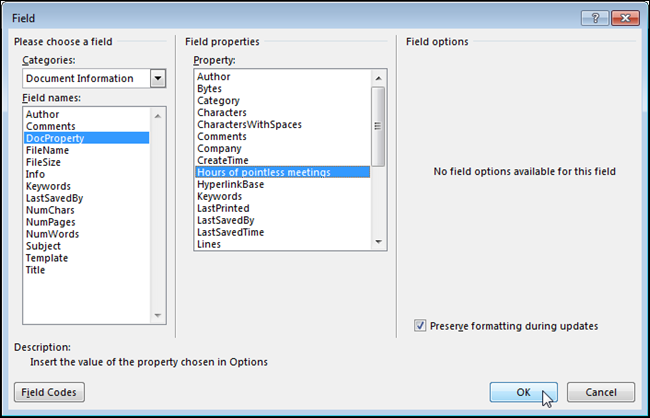 Field
Please choose a field
Categories:
Document Information
Field names:
Author
Comments
DocProperty
FileName
FileSize
Info
Keywords
LastSavedBy
NumChars
NumPages
NumWords
Subject
Template
Title
Field properties
Property:
Author
Bytes
Category
Characters
CharactersWithSpaces
Comments
Company
CreateTime
Hours of pointless meetings
HyperlinkBase
Keywords
LastPrinted
LastSavedBy
LastSavedTime
Lines
Field options
No field options available for this field
Preserve formatting during updates
Description:
Insert the value of the property chosen in Options
Field Codes
OK
Cancel